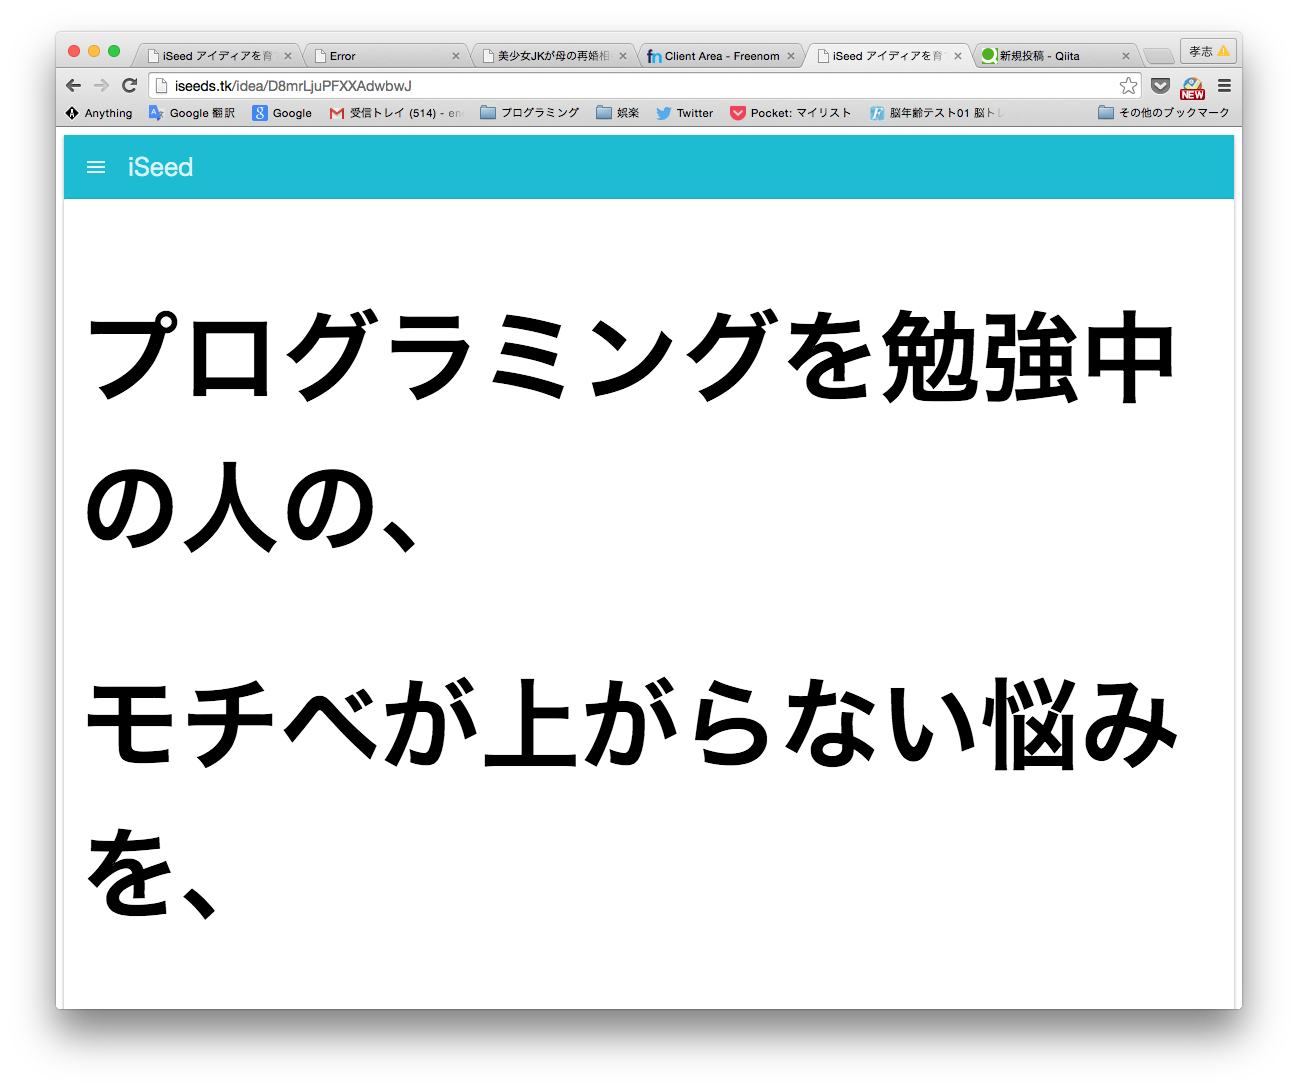 iSeed アイディアを育
Error
美少女JKが母の再婚相
Client Area - Freenom
iSeed アイディアを育
新規投稿 - Qiita
孝志
iseeds.tk/idea/D8mrLjuPFXXAdwbwJ
NEW
Anything
Google 翻訳
Google
受信トレイ (514) - en
プログラミング
娯楽
Twitter
Pocket: マイリスト
脳年齢テスト01 脳ト
その他のブックマーク
iSeed
プログラミングを勉強中
の人の、
モチベが上がらない悩み
を、